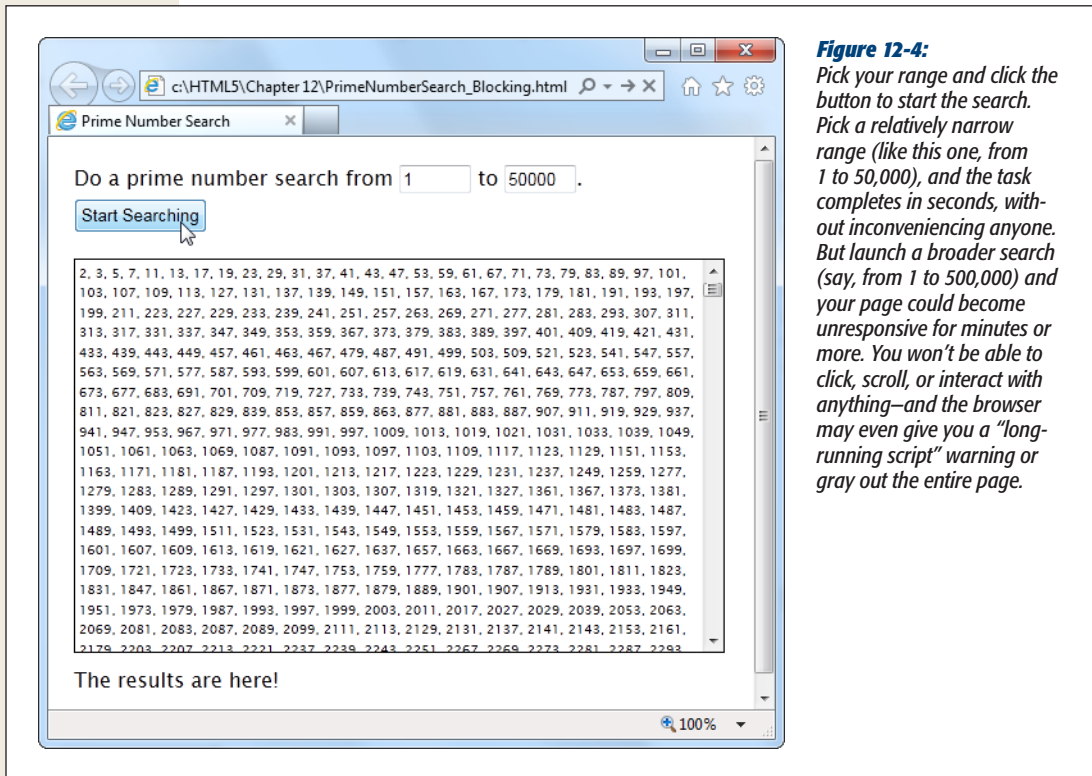 c:\HTML5\Chapter 12\PrimeNumberSearch_Blocking.html
Prime Number Search
Do a prime number search from 1 to 50000 .
Start Searching
2, 3, 5, 7, 11, 13, 17, 19, 23, 29, 31, 37, 41, 43, 47, 53, 59, 61, 67, 71, 73, 79, 83, 89, 97, 101,
103, 107, 109, 113, 127, 131, 137, 139, 149, 151, 157, 163, 167, 173, 179, 181, 191, 193, 197,
199, 211, 223, 227, 229, 233, 239, 241, 251, 257, 263, 269, 271, 277, 281, 283, 293, 307, 311,
313, 317, 331, 337, 347, 349, 353, 359, 367, 373, 379, 383, 389, 397, 401, 409, 419, 421, 431,
433, 439, 443, 449, 457, 461, 463, 467, 479, 487, 491, 499, 503, 509, 521, 523, 541, 547, 557,
563, 569, 571, 577, 587, 593, 599, 601, 607, 613, 617, 619, 631, 641, 643, 647, 653, 659, 661,
673, 677, 683, 691, 701, 709, 719, 727, 733, 739, 743, 751, 757, 761, 769, 773, 787, 797, 809,
811, 821, 823, 827, 829, 839, 853, 857, 859, 863, 877, 881, 883, 887, 907, 911, 919, 929, 937,
941, 947, 953, 967, 971, 977, 983, 991, 997, 1009, 1013, 1019, 1021, 1031, 1033, 1039, 1049,
1051, 1061, 1063, 1069, 1087, 1091, 1093, 1097, 1103, 1109, 1117, 1123, 1129, 1151, 1153,
1163, 1171, 1181, 1187, 1193, 1201, 1213, 1217, 1223, 1229, 1231, 1237, 1249, 1259, 1277,
1279, 1283, 1289, 1291, 1297, 1301, 1303, 1307, 1319, 1321, 1327, 1361, 1367, 1373, 1381,
1399, 1409, 1423, 1427, 1429, 1433, 1439, 1447, 1451, 1453, 1459, 1471, 1481, 1483, 1487,
1489, 1493, 1499, 1511, 1523, 1531, 1543, 1549, 1553, 1559, 1567, 1571, 1579, 1583, 1597,
1601, 1607, 1609, 1613, 1619, 1621, 1627, 1637, 1657, 1663, 1667, 1669, 1693, 1697, 1699,
1709, 1721, 1723, 1733, 1741, 1747, 1753, 1759, 1777, 1783, 1787, 1789, 1801, 1811, 1823,
1831, 1847, 1861, 1867, 1871, 1873, 1877, 1879, 1889, 1901, 1907, 1913, 1931, 1933, 1949,
1951, 1973, 1979, 1987, 1993, 1997, 1999, 2003, 2011, 2017, 2027, 2029, 2039, 2053, 2063,
2069, 2081, 2083, 2087, 2089, 2099, 2111, 2113, 2129, 2131, 2137, 2141, 2143, 2153, 2161,
2179, 2203, 2207, 2213, 2221, 2237, 2239, 2243, 2251, 2267, 2269, 2273, 2281, 2287, 2293,
The results are here!
100%
Figure 12-4:
Pick your range and click the
button to start the search.
Pick a relatively narrow
range (like this one, from
1 to 50,000), and the task
completes in seconds, with-
out inconveniencing anyone.
But launch a broader search
(say, from 1 to 500,000) and
your page could become
unresponsive for minutes or
more. You won't be able to
click, scroll, or interact with
anything—and the browser
may even give you a “long-
running script” warning or
gray out the entire page.